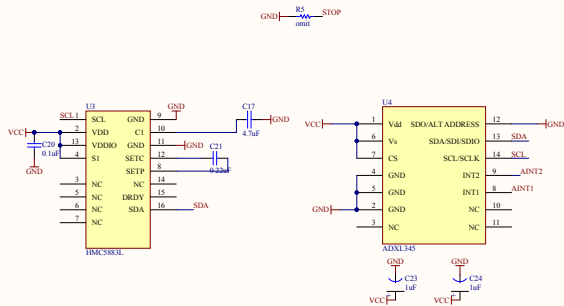 R5
GND STOP
omit
U3
SCL 1 SCL GND 9 GND
VCC 2 VDD C1 10 C17 4.7uF GND
13 VDDIO GND 11 GND
C20 0.1uF GND
4 S1 SETC 12 C21 0.22uF
SETP 8
3 NC NC 14
5 NC DRDY 15
6 NC SDA 16 SDA
7 NC
HMC5883L
U4
VCC 1 Vdd SDO/ALT ADDRESS 12 GND
6 Vs SDA/SDI/SDIO 13 SDA
7 CS SCL/SCLK 14 SCL
4 GND INT2 9 AINT2
5 GND INT1 8 AINT1
GND 2 GND NC 10
3 NC NC 11
ADXL345
GND GND
C23 C24
1uF 1uF
VCC + VCC +